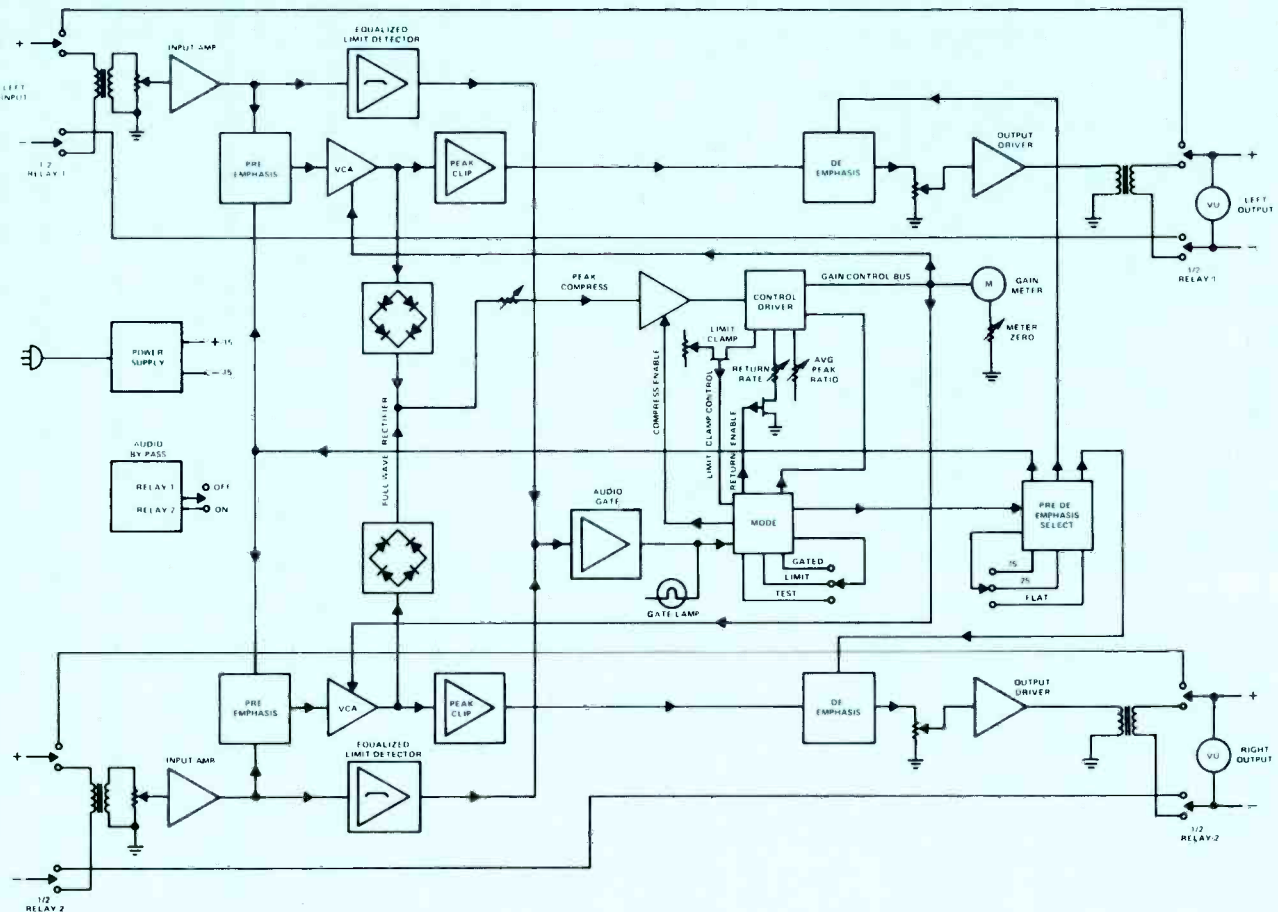 EQUALIZED
LIMIT DETECTOR
INPUT AMP
+
LEFT
INPUT
-
1/2
RELAY 1
PRE
EMPHASIS
VCA
PEAK
CLIP
DE
EMPHASIS
OUTPUT
DRIVER
+
VU
LEFT
OUTPUT
-
1/2
RELAY 1
PEAK
COMPRESS
CONTROL
DRIVER
GAIN CONTROL BUS
M
GAIN
METER
METER
ZERO
LIMIT
CLAMP
RETURN
RATE
AVG
PEAK
RATIO
COMPRESS ENABLE
LIMIT CLAMP CONTROL
RETURN ENABLE
POWER
SUPPLY
+ 15
- 15
AUDIO
BY PASS
RELAY 1
RELAY 2
OFF
ON
FULL WAVE RECTIFIER
AUDIO
GATE
MODE
GATED
LIMIT
TEST
GATE LAMP
PRE DE
EMPHASIS
SELECT
75
25
FLAT
PRE
EMPHASIS
VCA
PEAK
CLIP
DE
EMPHASIS
OUTPUT
DRIVER
+
VU
RIGHT
OUTPUT
-
1/2
RELAY-2
EQUALIZED
LIMIT DETECTOR
INPUT AMP
+
-
1/2
RELAY 2